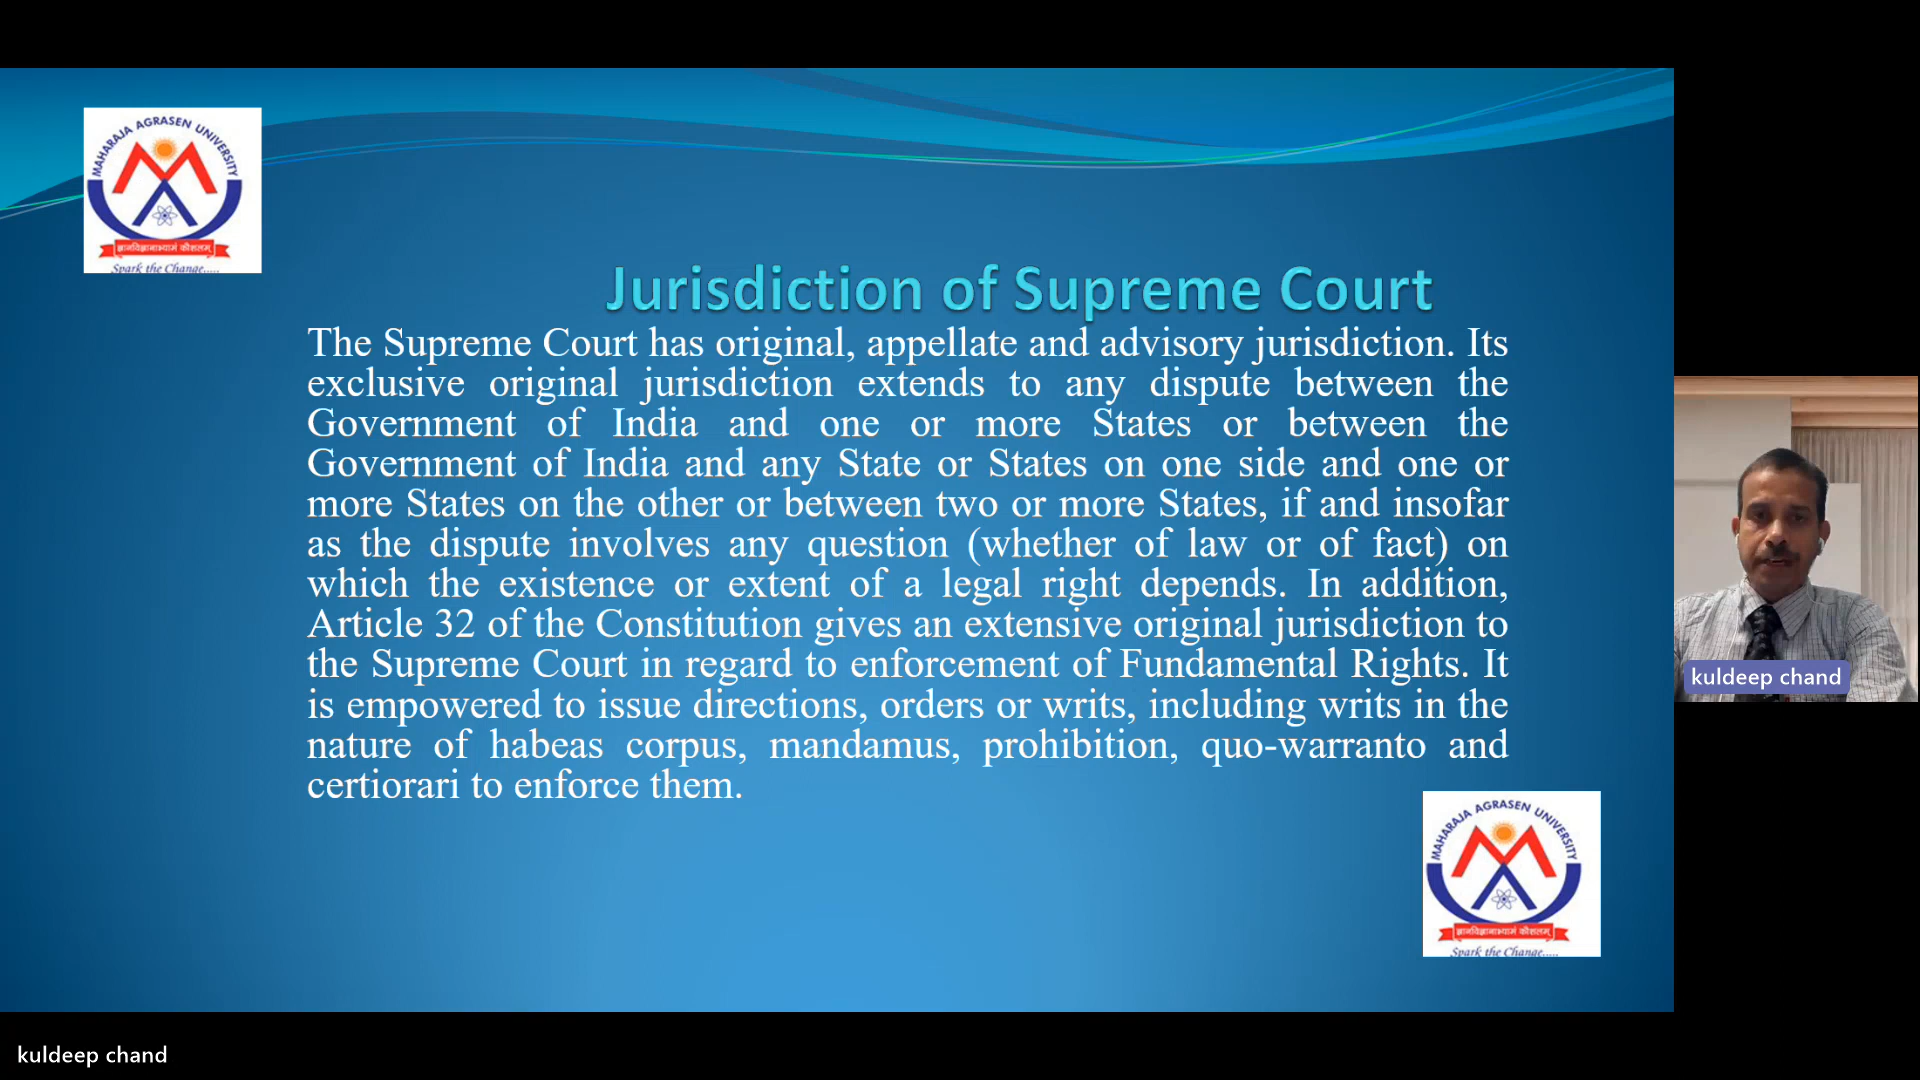 MAHARAJA AGRASEN UNIVERSITY
ज्ञानविज्ञानाभ्यामं कौशलम्
Spark the Change.....
Jurisdiction of Supreme Court
The Supreme Court has original, appellate and advisory jurisdiction. Its
exclusive original jurisdiction extends to any dispute between the
Government of India and one or more States or between the
Government of India and any State or States on one side and one or
more States on the other or between two or more States, if and insofar
as the dispute involves any question (whether of law or of fact) on
which the existence or extent of a legal right depends. In addition,
Article 32 of the Constitution gives an extensive original jurisdiction to
the Supreme Court in regard to enforcement of Fundamental Rights. It
is empowered to issue directions, orders or writs, including writs in the
nature of habeas corpus, mandamus, prohibition, quo-warranto and
certiorari to enforce them.
kuldeep chand
MAHARAJA AGRASEN UNIVERSITY
ज्ञानविज्ञानाभ्यामं कौशलम्
Spark the Change.....
kuldeep chand